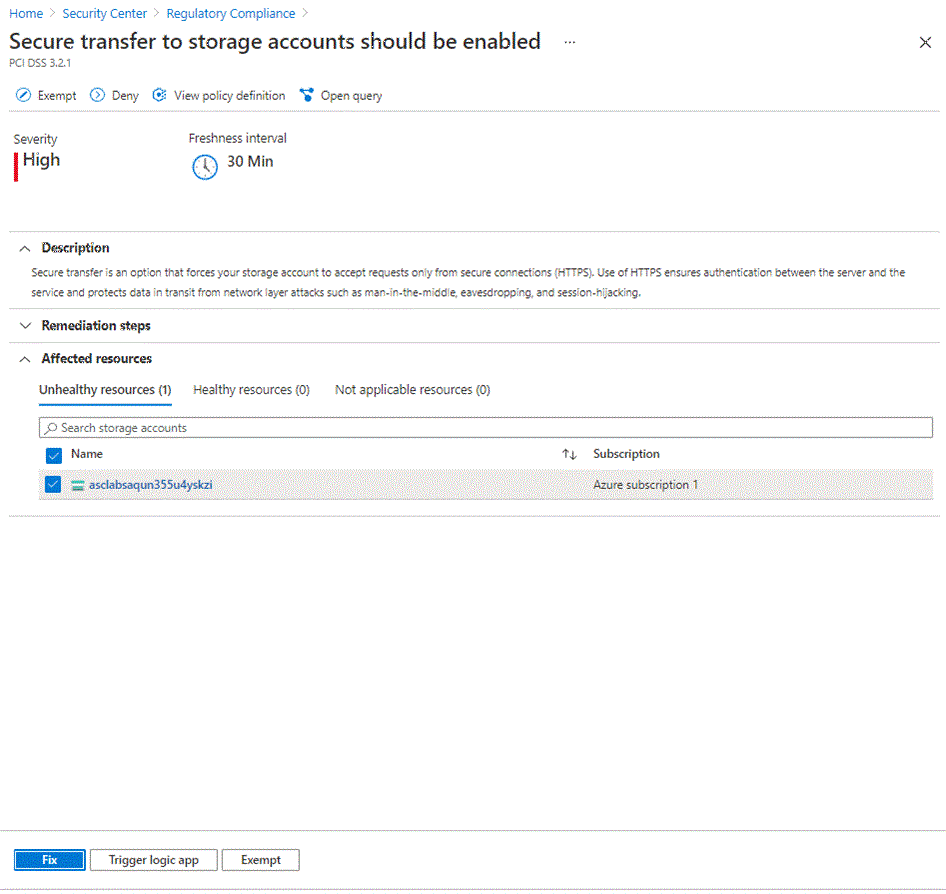 Home > Security Center > Regulatory Compliance >
Secure transfer to storage accounts should be enabled ...
PCI DSS 3.2.1
Exempt Deny View policy definition Open query
Severity Freshness interval
High 30 Min
Description
Secure transfer is an option that forces your storage account to accept requests only from secure connections (HTTPS). Use of HTTPS ensures authentication between the server and the
service and protects data in transit from network layer attacks such as man-in-the-middle, eavesdropping, and session-hijacking.
Remediation steps
Affected resources
Unhealthy resources (1) Healthy resources (0) Not applicable resources (0)
Search storage accounts
Name ↑↓ Subscription
asclabsaqun355u4yskzi Azure subscription 1
Fix Trigger logic app Exempt